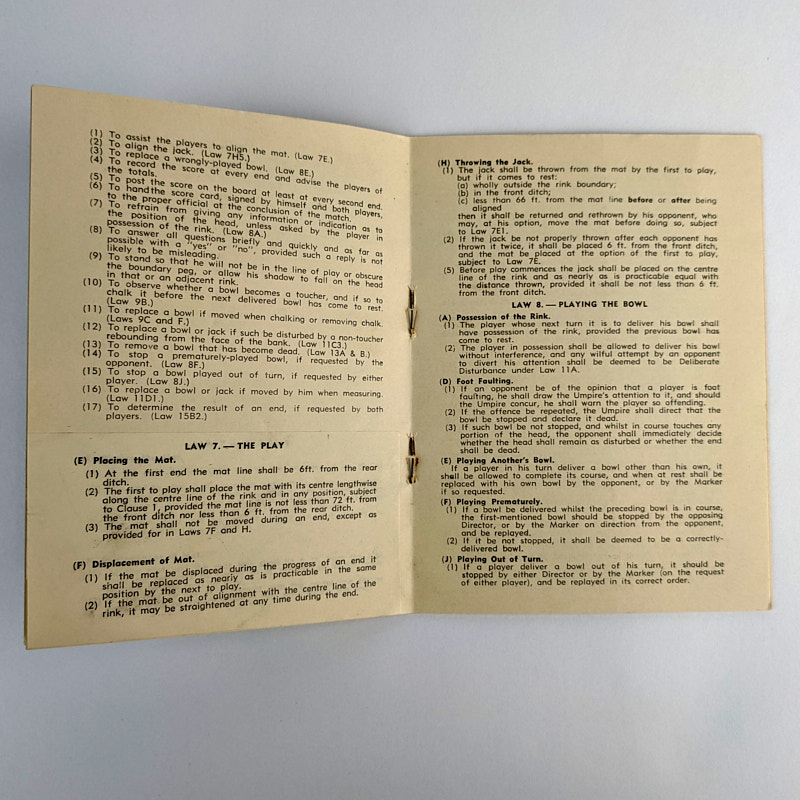 (1) To assist the players to align the mat. (Law 7E.)
(2) To align the jack. (Law 7H5.)
(3) To replace a wrongly-played bowl. (Law 8E.)
(4) To record the score at every end and advise the players of
the totals.
(5) To post the score on the board at least at every second end.
(6) To handthe score card, signed by himself and both players,
to the proper official at the conclusion of the match.
(7) To refrain from giving any information or indication as to
the position of the head, unless asked by the player in
possession of the rink. (Law 8A.)
(8) To answer all questions briefly and quickly and as far as
possible with a "yes" or "no", provided such a reply is not
likely to be misleading.
(9) To stand so that he will not be in the line of play or obscure
the boundary peg, or allow his shadow to fall on the head
in that or an adjacent rink.
(10) To observe whether a bowl becomes a toucher, and if so to
chalk it before the next delivered bowl has come to rest.
(Law 9B.)
(11) To replace a bowl if moved when chalking or removing chalk.
(Laws 9C and F.)
(12) To replace a bowl or jack if such be disturbed by a non-toucher
rebounding from the face of the bank. (Law 11C3.)
(13) To remove a bowl that has become dead. (Law 13A & B.)
(14) To stop a prematurely-played bowl, if requested by the
opponent. (Law 8F.)
(15) To stop a bowl played out of turn, if requested by either
player. (Law 8J.)
(16) To replace a bowl or jack if moved by him when measuring.
(Law 11D1.)
(17) To determine the result of an end, if requested by both
players. (Law 15B2.)
LAW 7. — THE PLAY
(E) Placing the Mat.
(1) At the first end the mat line shall be 6ft. from the rear
ditch.
(2) The first to play shall place the mat with its centre lengthwise
along the centre line of the rink and in any position, subject
to Clause 1, provided the mat line is not less than 72 ft. from
the front ditch nor less than 6 ft. from the rear ditch.
(3) The mat shall not be moved during an end, except as
provided for in Laws 7F and H.
(F) Displacement of Mat.
(1) If the mat be displaced during the progress of an end it
shall be replaced as nearly as is practicable in the same
position by the next to play.
(2) If the mat be out of alignment with the centre line of the
rink, it may be straightened at any time during the end.
(H) Throwing the Jack.
(1) The jack shall be thrown from the mat by the first to play,
but if it comes to rest:
(a) wholly outside the rink boundary;
(b) in the front ditch;
(c) less than 66 ft. from the mat line before or after being
aligned
then it shall be returned and rethrown by his opponent, who
may, at his option, move the mat before doing so, subject
to Law 7E1.
(2) If the jack be not properly thrown after each opponent has
thrown it twice, it shall be placed 6 ft. from the front ditch,
and the mat be placed at the option of the first to play,
subject to Law 7E.
(5) Before play commences the jack shall be placed on the centre
line of the rink and as nearly as is practicable equal with
the distance thrown, provided it shall be not less than 6 ft.
from the front ditch.
LAW 8. — PLAYING THE BOWL
(A) Possession of the Rink.
(1) The player whose next turn it is to deliver his bowl shall
have possession of the rink, provided the previous bowl has
come to rest.
(2) The player in possession shall be allowed to deliver his bowl
without interference, and any wilful attempt by an opponent
to divert his attention shall be deemed to be Deliberate
Disturbance under Law 11A.
(D) Foot Faulting.
(1) If an opponent be of the opinion that a player is foot
faulting, he shall draw the Umpire's attention to it, and should
the Umpire concur, he shall warn the player so offending.
(2) If the offence be repeated, the Umpire shall direct that the
bowl be stopped and declare it dead.
(3) If such bowl be not stopped, and whilst in course touches any
portion of the head, the opponent shall immediately decide
whether the head shall remain as disturbed or whether the end
shall be dead.
(E) Playing Another's Bowl.
If a player in his turn deliver a bowl other than his own, it
shall be allowed to complete its course, and when at rest shall be
replaced with his own bowl by the opponent, or by the Marker
if so requested.
(F) Playing Prematurely.
(1) If a bowl be delivered whilst the preceding bowl is in course,
the first-mentioned bowl should be stopped by the opposing
Director, or by the Marker on direction from the opponent,
and be replayed.
(2) If it be not stopped, it shall be deemed to be a correctly-
delivered bowl.
(J) Playing Out of Turn.
(1) If a player deliver a bowl out of his turn, it should be
stopped by either Director or by the Marker (on the request
of either player), and be replayed in its correct order.